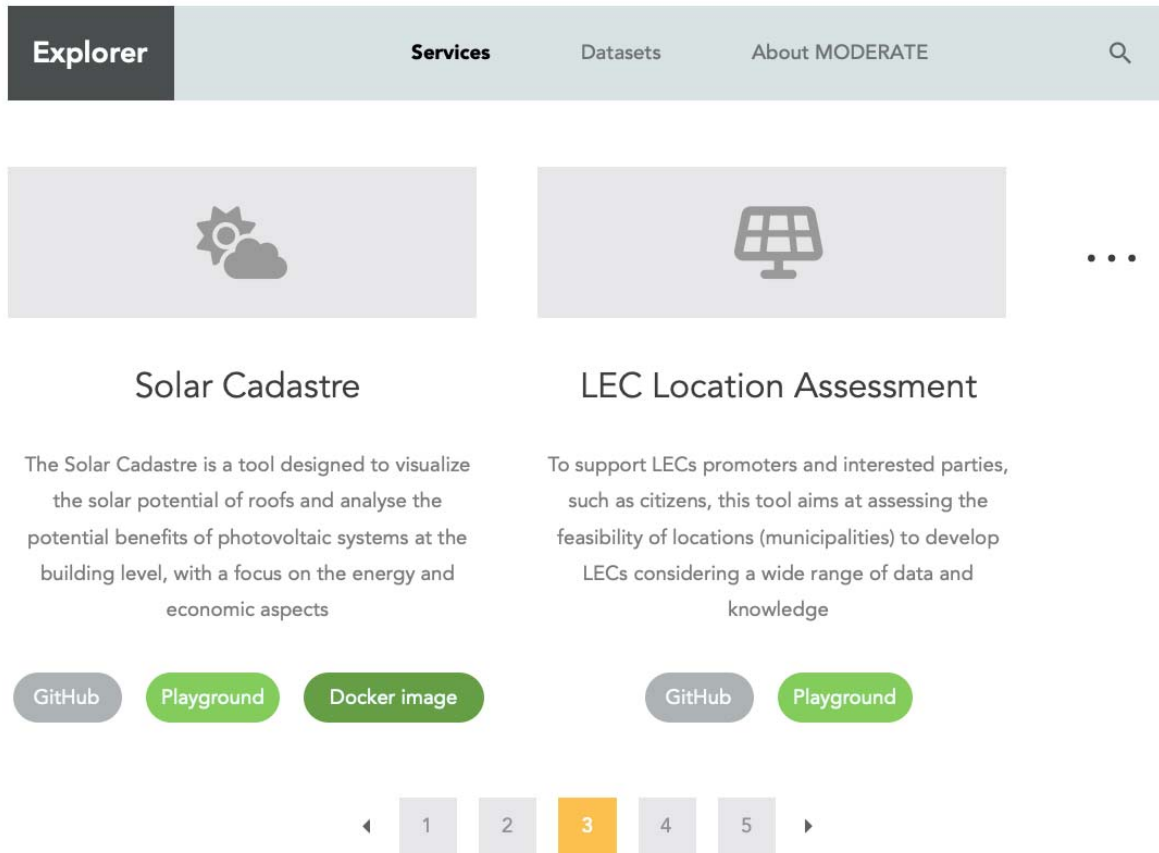 Explorer
Services
Datasets
About MODERATE
Solar Cadastre
The Solar Cadastre is a tool designed to visualize
the solar potential of roofs and analyse the
potential benefits of photovoltaic systems at the
building level, with a focus on the energy and
economic aspects
GitHub
Playground
Docker image
LEC Location Assessment
To support LECs promoters and interested parties,
such as citizens, this tool aims at assessing the
feasibility of locations (municipalities) to develop
LECs considering a wide range of data and
knowledge
GitHub
Playground
1
2
3
4
5